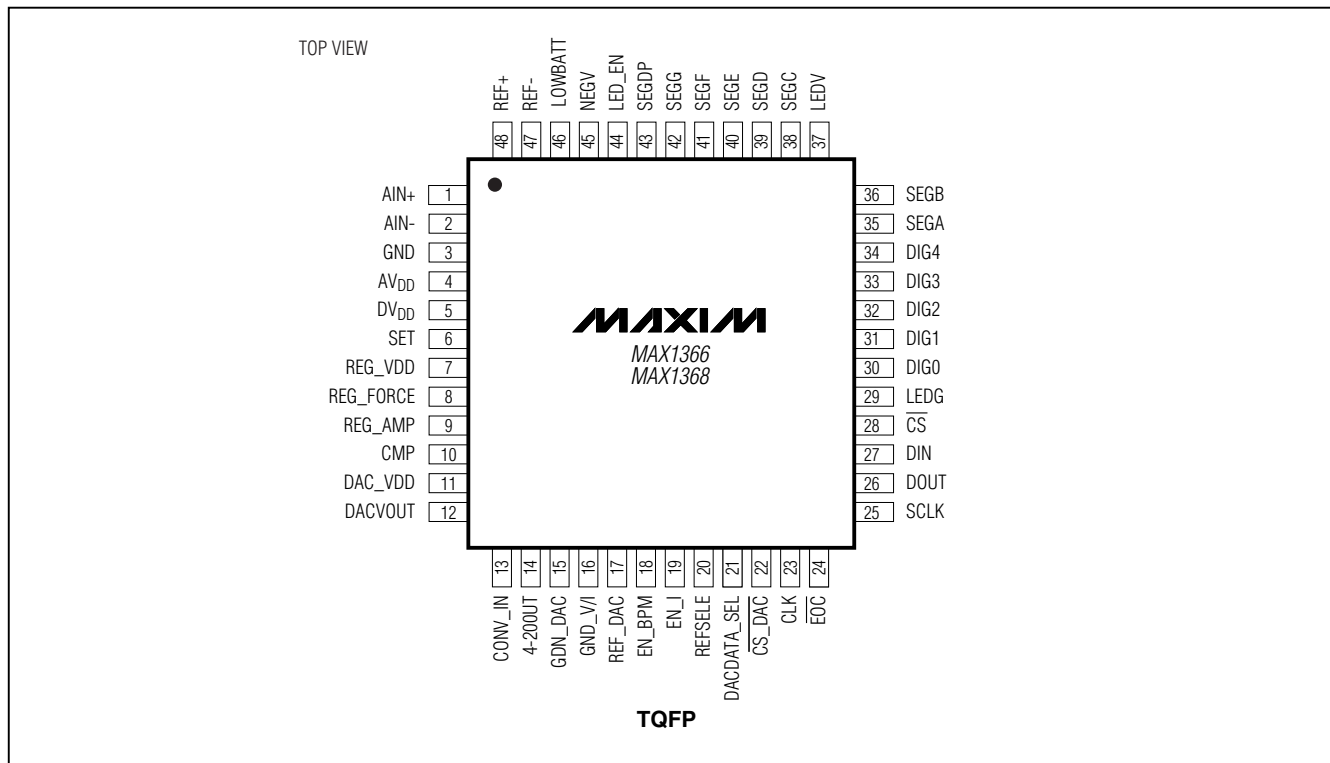 TOP VIEW
REF+
REF-
LOWBATT
NEGV
LED_EN
SEGDP
SEGG
SEGF
SEGE
SEGD
SEGC
LEDV
48
47
46
45
44
43
42
41
40
39
38
37
AIN+ 1
AIN- 2
GND 3
AVDD 4
DVDD 5
SET 6
REG_VDD 7
REG_FORCE 8
REG_AMP 9
CMP 10
DAC_VDD 11
DACVOUT 12
MAXIM
MAX1366
MAX1368
36 SEGB
35 SEGA
34 DIG4
33 DIG3
32 DIG2
31 DIG1
30 DIG0
29 LEDG
28 C̅S̅
27 DIN
26 DOUT
25 SCLK
13
14
15
16
17
18
19
20
21
22
23
24
CONV_IN
4-20OUT
GDN_DAC
GND_V/I
REF_DAC
EN_BPM
EN_I
REFSELE
DACDATA_SEL
C̅S̅_DAC
CLK
E̅O̅C̅
TQFP